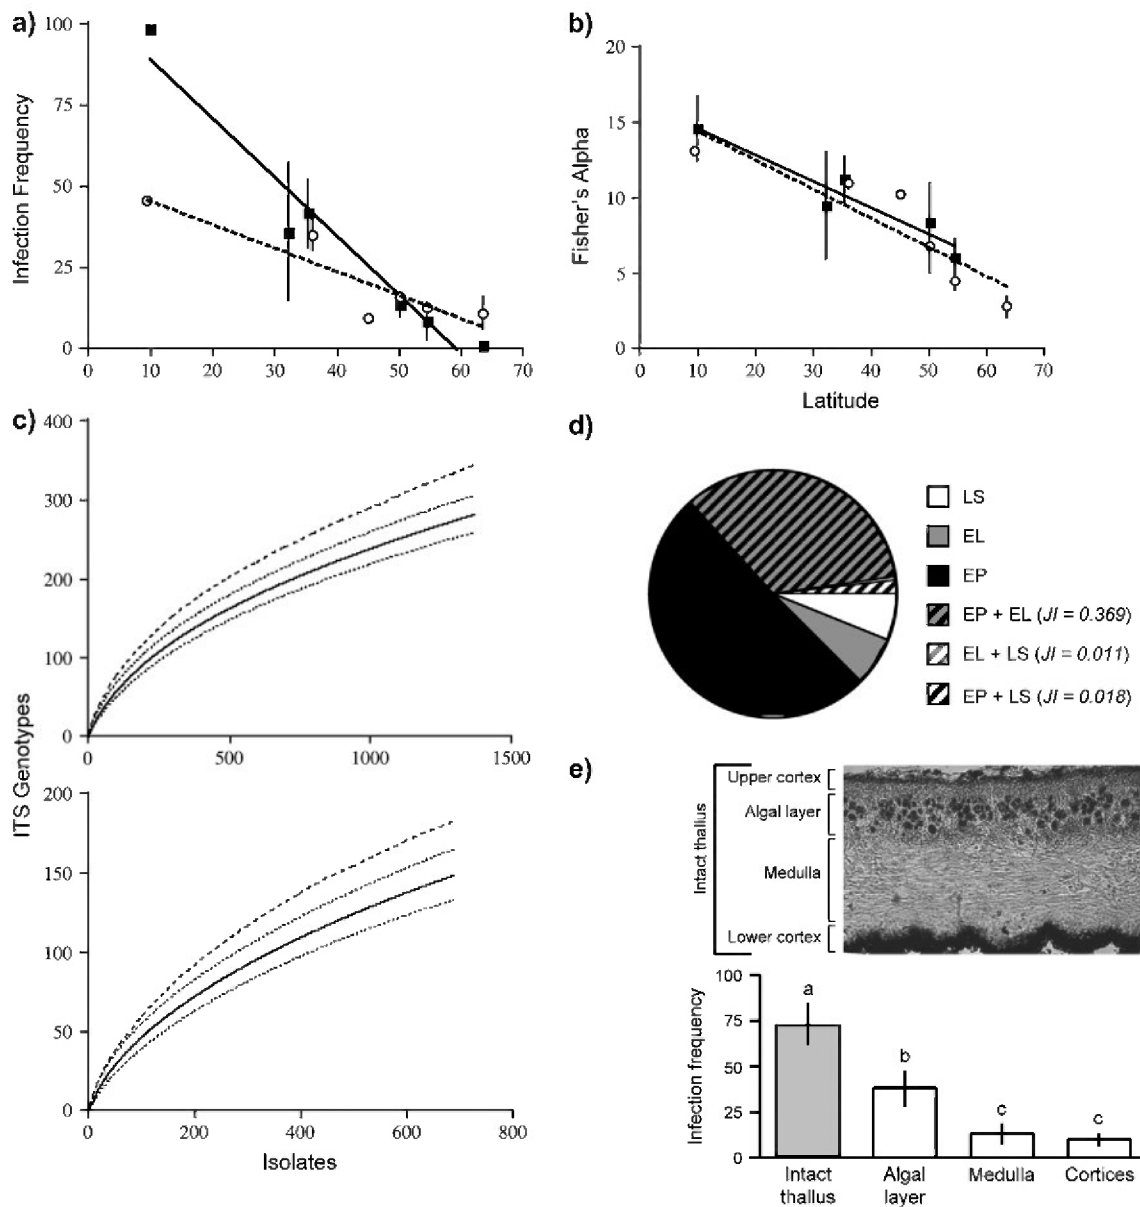 a)
100
75
50
25
0
Infection Frequency
0 10 20 30 40 50 60 70
b)
20
15
10
5
0
Fisher's Alpha
0 10 20 30 40 50 60 70
Latitude
c)
400
300
200
100
0
0 500 1000 1500
200
150
100
50
0
0 200 400 600 800
ITS Genotypes
Isolates
d)
LS
EL
EP
EP + EL (JI = 0.369)
EL + LS (JI = 0.011)
EP + LS (JI = 0.018)
e)
Intact thallus
Upper cortex
Algal layer
Medulla
Lower cortex
100
75
50
25
0
Infection frequency
a
b
c
c
Intact thallus
Algal layer
Medulla
Cortices